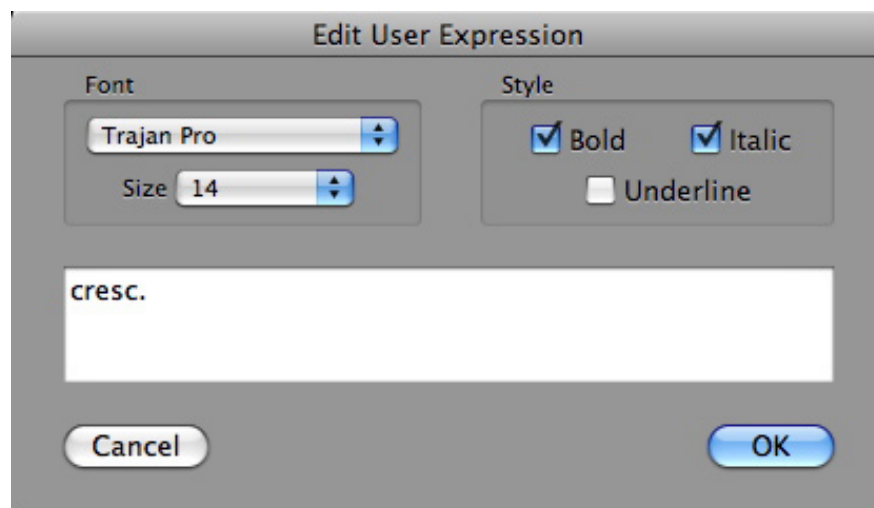 Edit User Expression
Font
Style
Trajan Pro
Bold
Italic
Size 14
Underline
cresc.
Cancel
OK